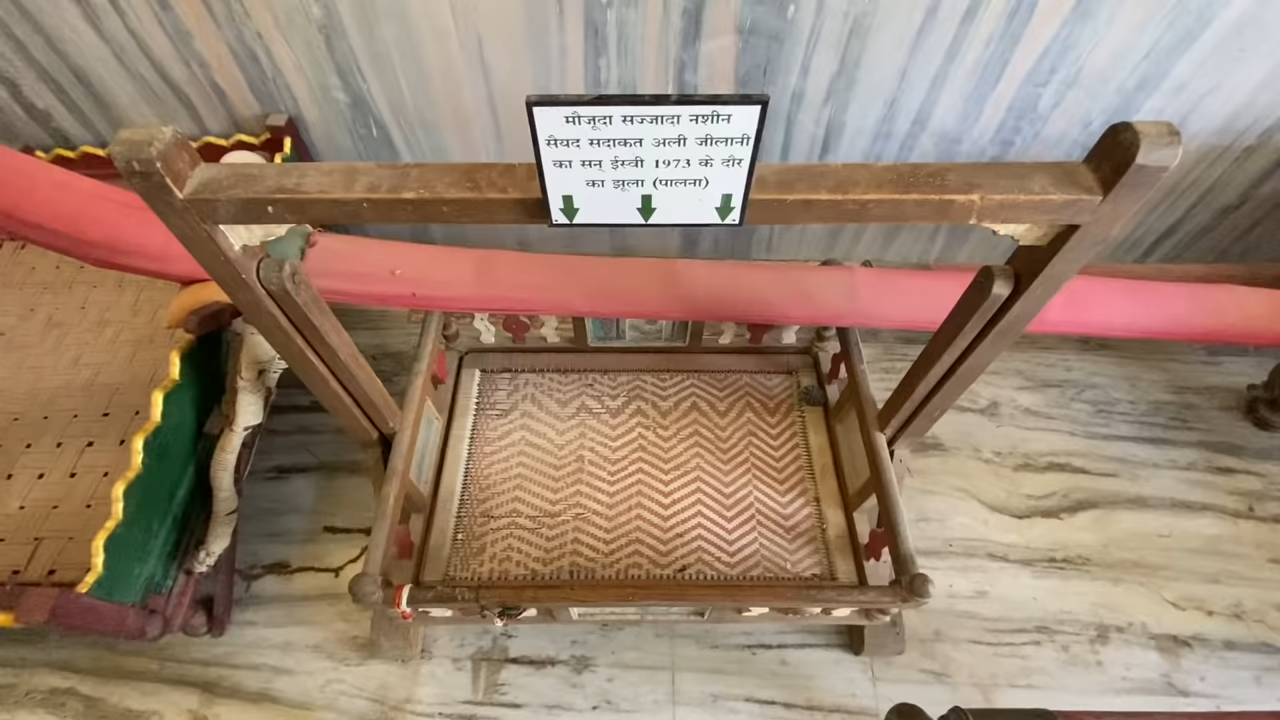 मौजूदा सज्जादा नशीन
सैयद सदाकत अली जीलानी
का सन् ईस्वी 1973 के दौर
का झूला (पालना)